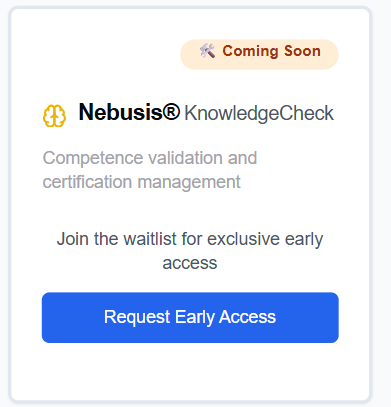 🛠️ Coming Soon
Nebusis® KnowledgeCheck
Competence validation and
certification management
Join the waitlist for exclusive early
access
Request Early Access